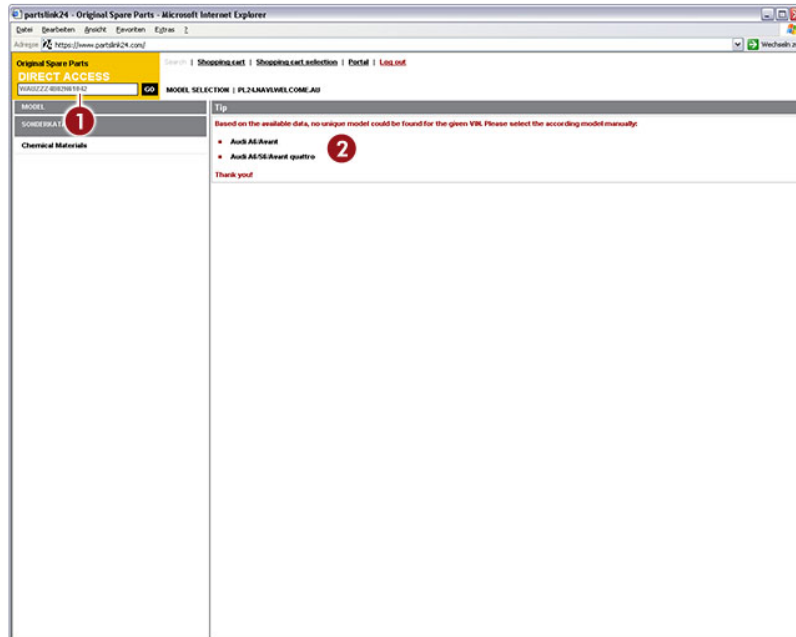 partslink24 - Original Spare Parts - Microsoft Internet Explorer
Datei Bearbeiten Ansicht Favoriten Extras ?
Adresse https://www.partslink24.com/ Wechseln z
Original Spare Parts
Search | Shopping cart | Shopping cart selection | Portal | Log out
DIRECT ACCESS
GO MODEL SELECTION | PL24.NAVI.WELCOME.AU
MODEL
Tip
1
Based on the available data, no unique model could be found for the given VIN. Please select the according model manually:
Chemical Materials
Audi A6/Avant
2
Audi A6/S6/Avant quattro
Thank you!